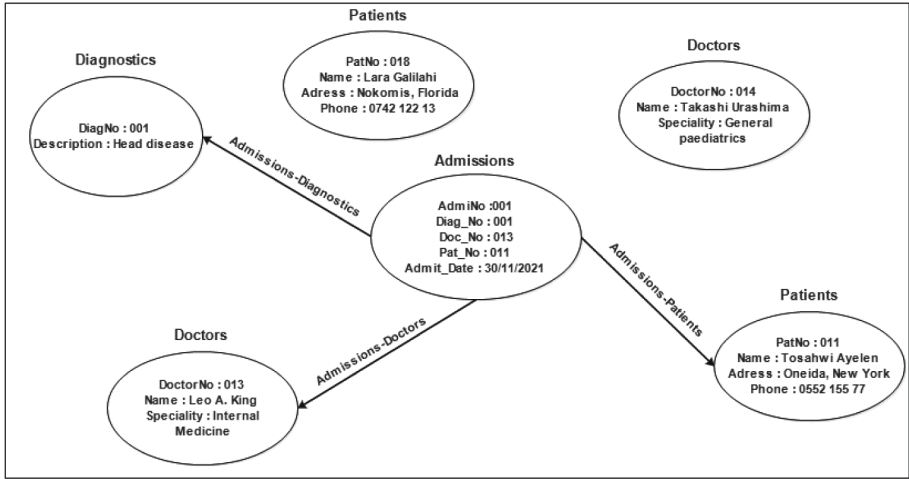 Patients
PatNo : 018
Name : Lara Galilahi
Adress : Nokomis, Florida
Phone : 0742 122 13
Doctors
DoctorNo : 014
Name : Takashi Urashima
Speciality : General
paediatrics
Diagnostics
DiagNo : 001
Description : Head disease
Admissions-Diagnostics
Admissions
AdmiNo :001
Diag_No : 001
Doc_No : 013
Pat_No : 011
Admit_Date : 30/11/2021
Admissions-Patients
Admissions-Doctors
Patients
PatNo : 011
Name : Tosahwi Ayelen
Adress : Oneida, New York
Phone : 0552 155 77
Doctors
DoctorNo : 013
Name : Leo A. King
Speciality : Internal
Medicine